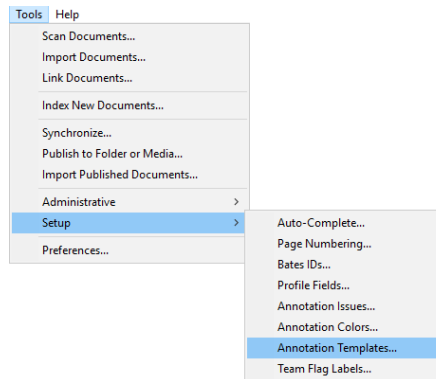 Tools Help
Scan Documents...
Import Documents...
Link Documents...
Index New Documents...
Synchronize...
Publish to Folder or Media...
Import Published Documents...
Administrative
Setup
Preferences...
Auto-Complete...
Page Numbering...
Bates IDs...
Profile Fields...
Annotation Issues...
Annotation Colors...
Annotation Templates...
Team Flag Labels...